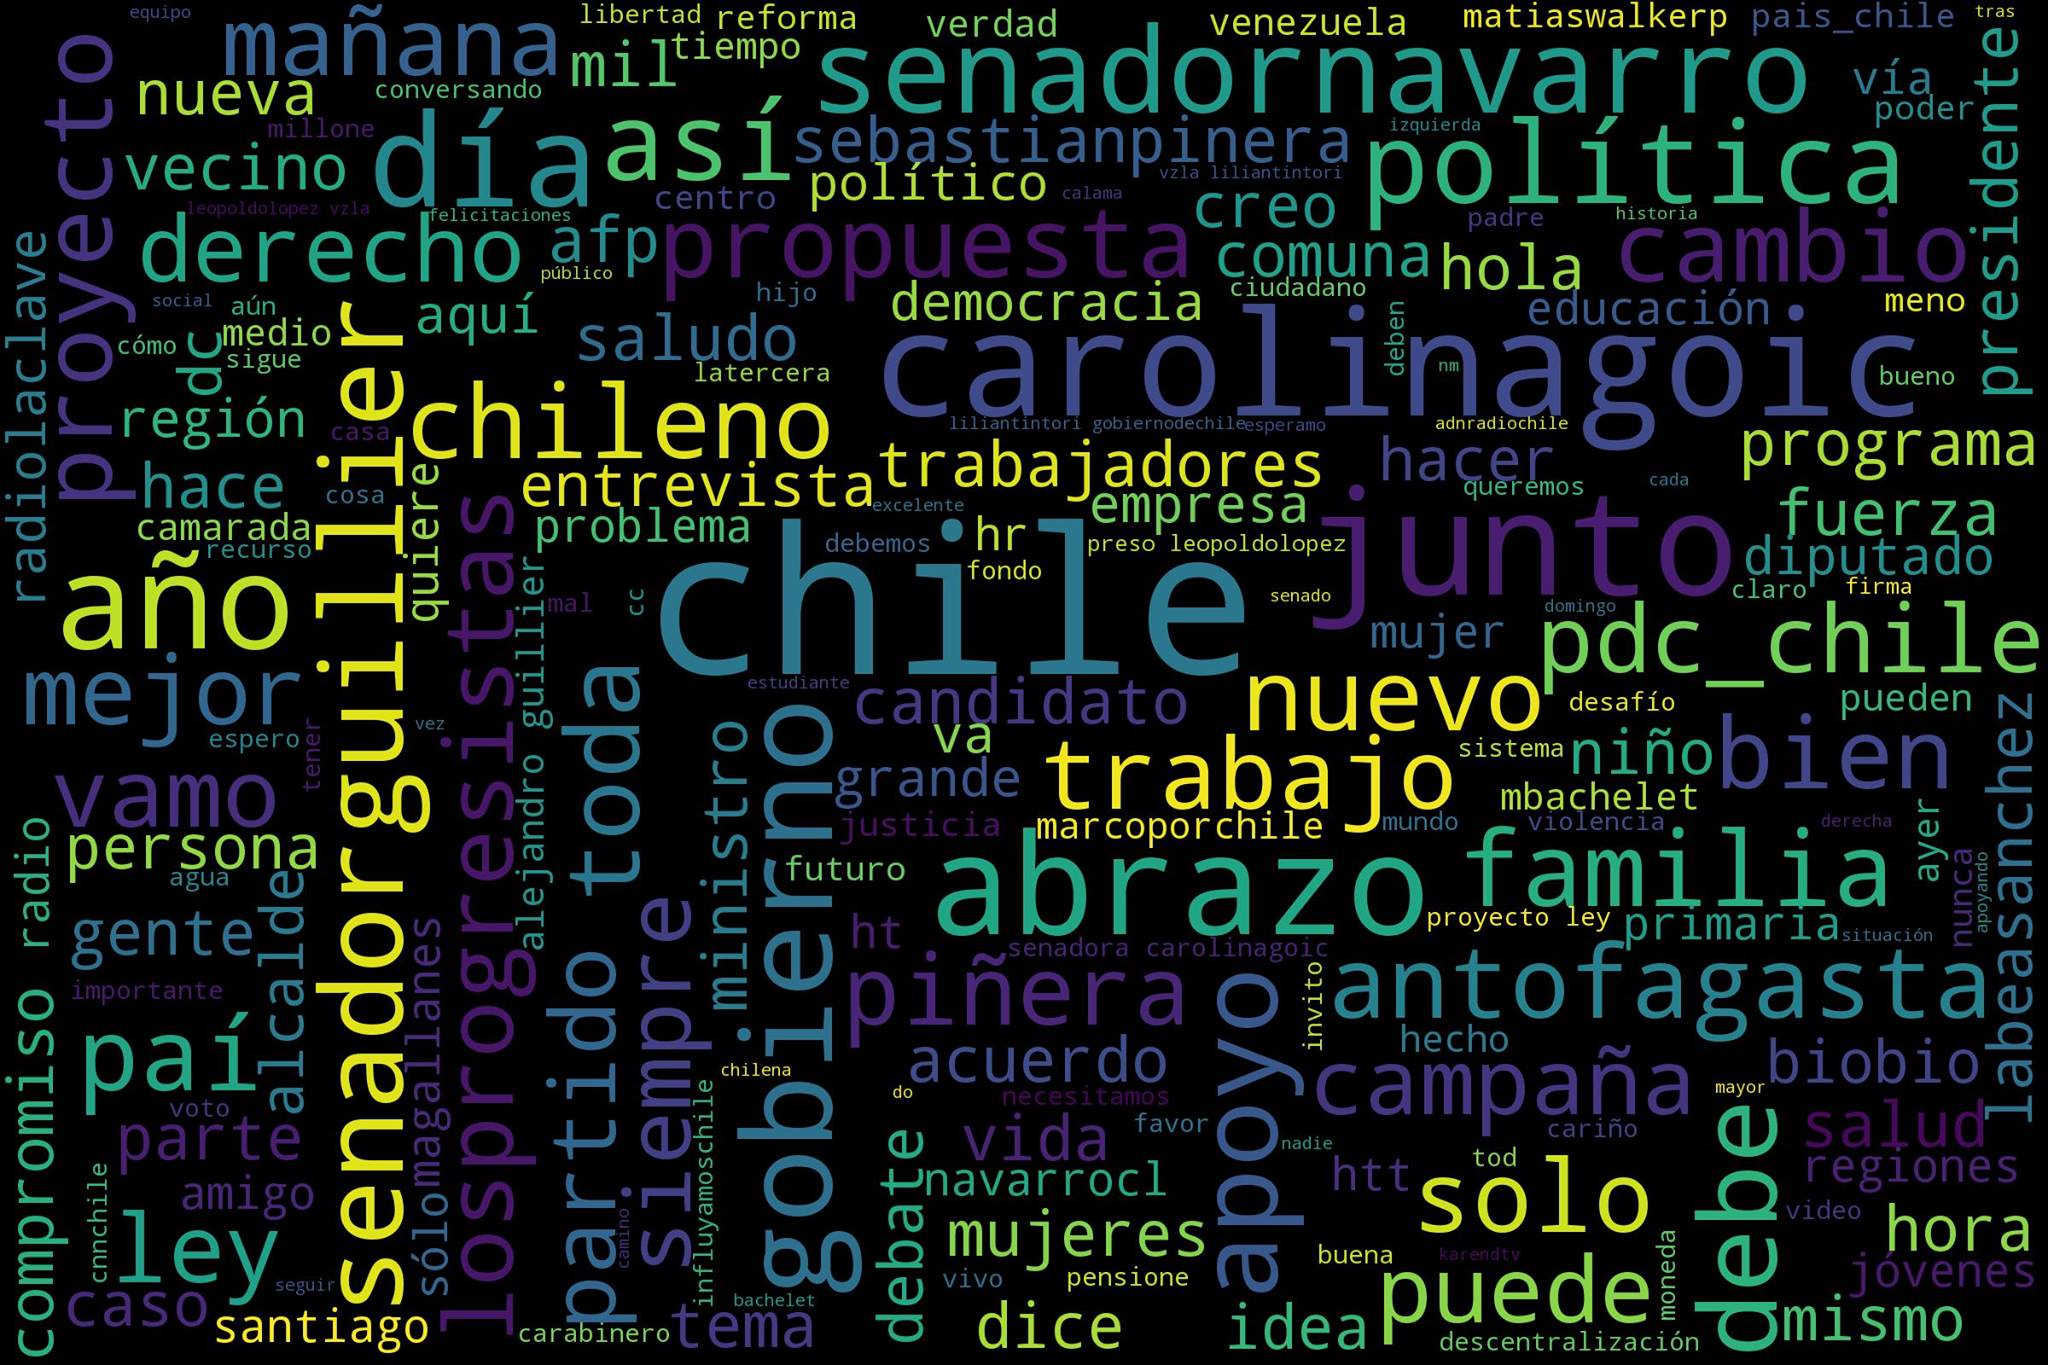 equipo
mañana
libertad
reforma
verdad
venezuela
matiaswalkerp
pais_chile
tras
proyecto
nueva
conversando
mil
tiempo
senadornavarro
vía
poder
presidente
millone
día
así
sebastianpinera
izquierda
política
vecino
centro
político
vzla liliantintori
calama
creo
padre
historia
leopoldolopez vzla
felicitaciones
radiolaclave
derecho
afp
propuesta
comuna
hola
cambio
público
social
aún
hijo
democracia
ciudadano
educación
meno
aquí
saludo
cómo
dc
medio
sigue
senadorguillier
latercera
carolinagoic
deben
nm
bueno
región
casa
chileno
liliantintori gobiernodechile
esperamo
adnradiochile
programa
hace
cosa
quiere
entrevista
trabajadores
hacer
queremos
cada
camarada
recurso
losprogresistas
problema
excelente
debemos
hr
empresa
junto
fuerza
preso leopoldolopez
diputado
año
alejandro guillier
mal
cc
chile
fondo
senado
claro
firma
domingo
mujer
pdc_chile
mejor
toda
estudiante
candidato
nuevo
desafío
pueden
labeasanchez
espero
tener
vez
ministro
gobierno
va
trabajo
sistema
niño
bien
vamo
grande
mbachelet
justicia
marcoporchile
mundo
violencia
derecha
ayer
compromiso radio
persona
agua
alcalde
futuro
abrazo
familia
nunca
apoyando
gente
magallanes
partido
siempre
ht
senadora carolinagoic
proyecto ley
primaria
situación
importante
piñera
apoyo
invito
antofagasta
paí
chilena
acuerdo
hecho
biobio
voto
influyamoschile
do
necesitamos
campaña
debe
mayor
parte
vida
favor
nadie
cariño
salud
cnnchile
amigo
sólo
camino
debate
navarrocl
htt
tod
solo
regiones
ley
seguir
mujeres
buena
karendtv
moneda
video
hora
caso
bachelet
vivo
pensione
puede
jóvenes
santiago
carabinero
tema
dice
idea
descentralización
mismo